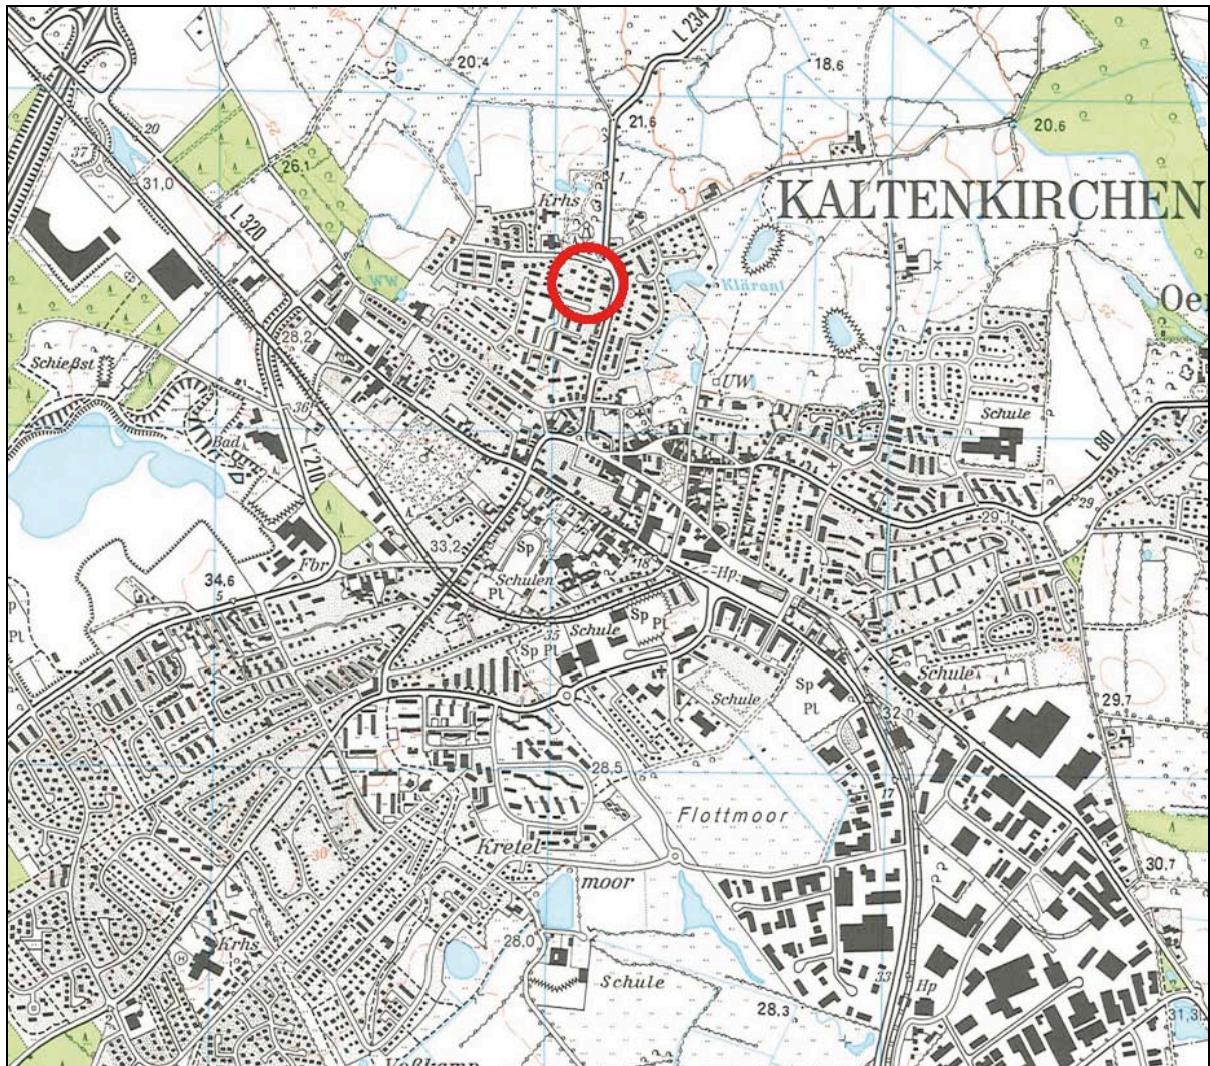 L 234
20.4
18.6
21.6
20.6
20
37
31,0
26.1
L 320
Krhs
1
KALTENKIRCHEN
WW
Kläranl
28,2
Schießst
36
UW
Schule
Bad
L 210
L 80
29
33,2
Sp
Schulen
Pl
18
Hp
Fbr
34,6
5
35
Schule
Sp Pl
Sp Pl
Schule
Sp
Pl
Schule
32,0
29.7
28,5
17
Flottmoor
Kretel
moor
30
30.7
Krhs
28.0
Schule
28,3
33
Hp
31,3